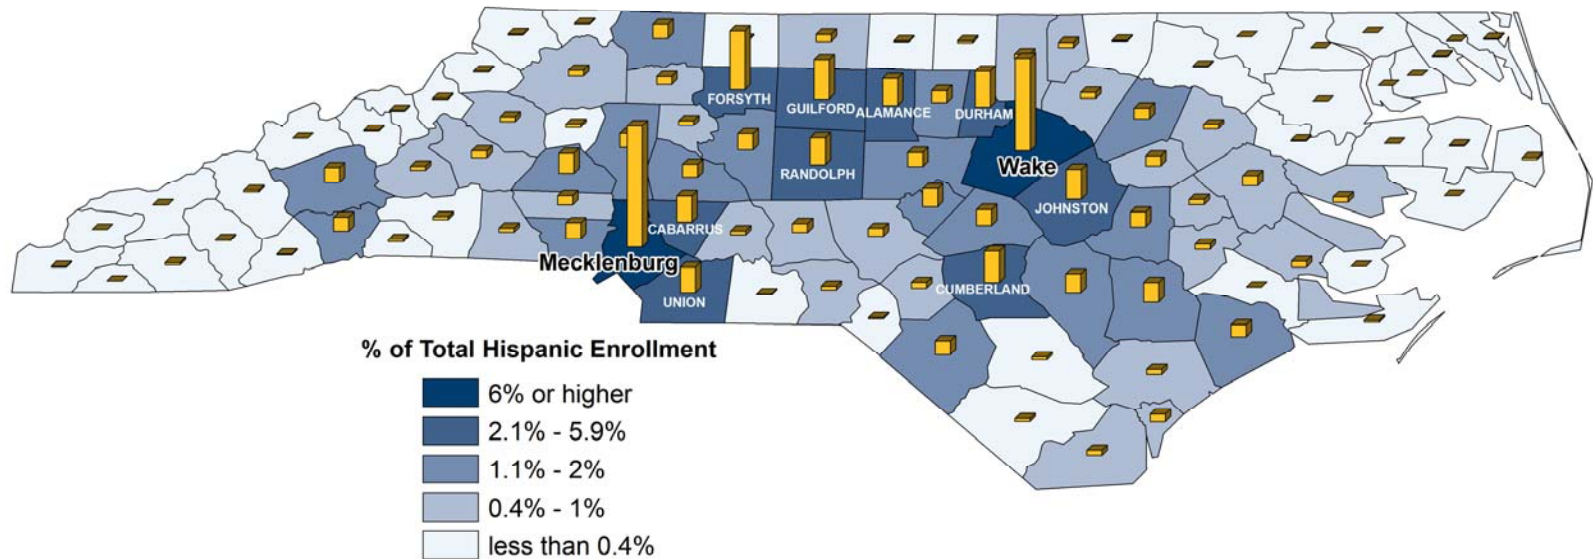 FORSYTH
GUILFORD
ALAMANCE
DURHAM
Wake
RANDOLPH
JOHNSTON
CABARRUS
Mecklenburg
UNION
CUMBERLAND
% of Total Hispanic Enrollment
6% or higher
2.1% - 5.9%
1.1% - 2%
0.4% - 1%
less than 0.4%